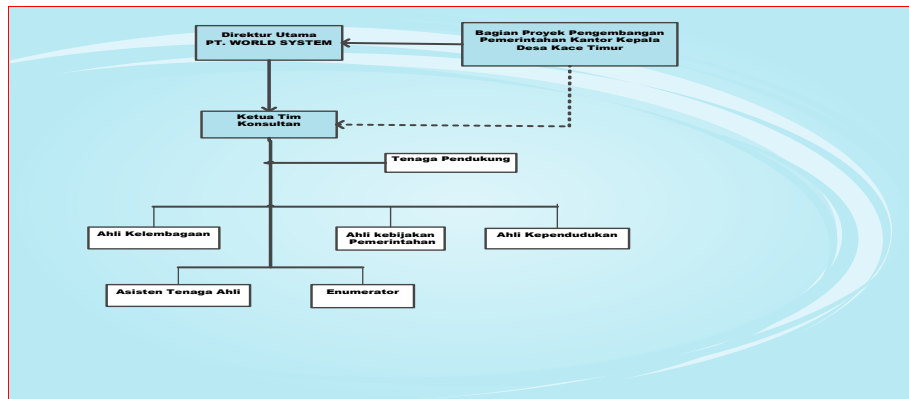 Direktur Utama
PT. WORLD SYSTEM
Bagian Proyek Pengembangan
Pemerintahan Kantor Kepala
Desa Kace Timur
Ketua Tim
Konsultan
Tenaga Pendukung
Ahli Kelembagaan
Ahli kebijakan
Pemerintahan
Ahli Kependudukan
Asisten Tenaga Ahli
Enumerator